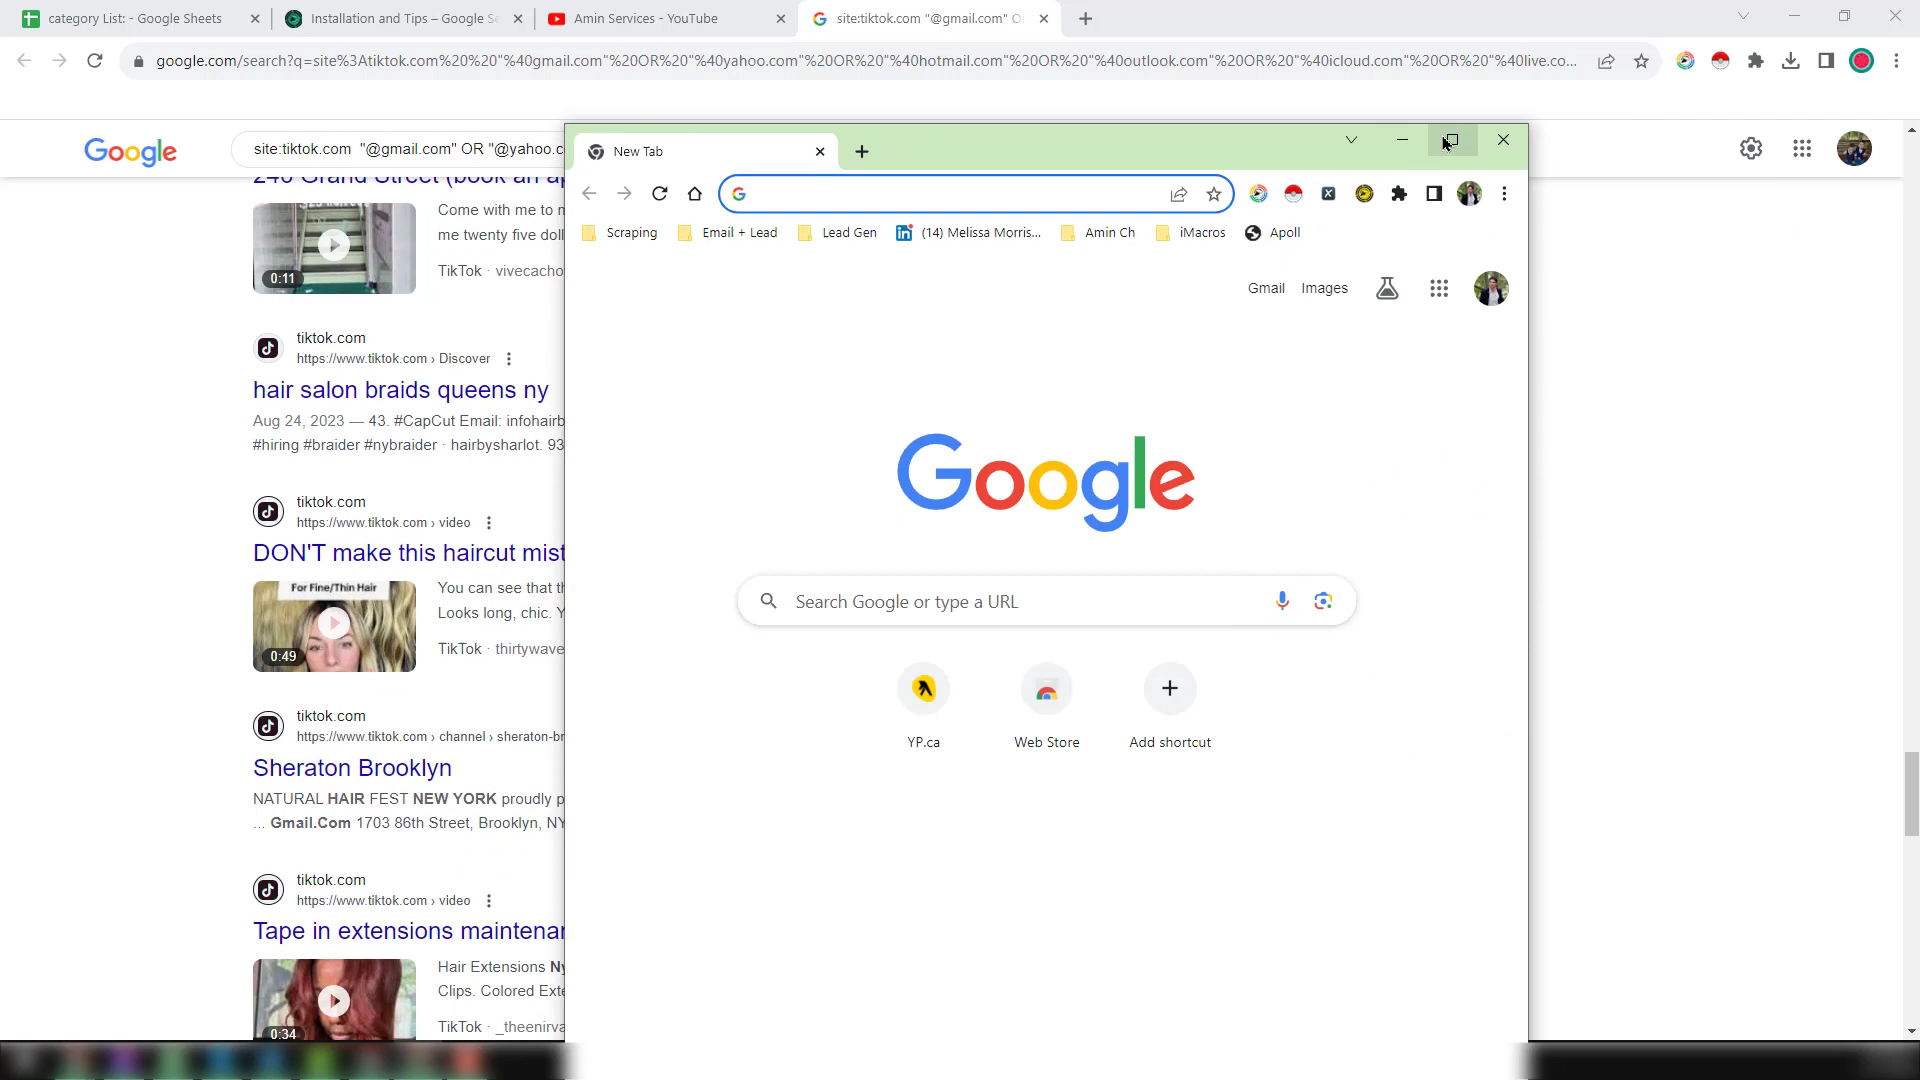 category List: - Google Sheets
Installation and Tips – Google Se
Amin Services - YouTube
site:tiktok.com "@gmail.com" O
google.com/search?q=site%3Atiktok.com%20%20"%40gmail.com"%20OR%20"%40yahoo.com"%20OR%20"%40hotmail.com"%20OR%20"%40outlook.com"%20OR%20"%40icloud.com"%20OR%20"%40live.co...
Google
site:tiktok.com "@gmail.com" OR "@yahoo.c
240 Grand Street (book an ap
Come with me to m
me twenty five doll
0:11
TikTok · vivecacho
tiktok.com
https://www.tiktok.com › Discover
hair salon braids queens ny
Aug 24, 2023 — 43. #CapCut Email: infohairb
#hiring #braider #nybraider · hairbysharlot. 93
tiktok.com
https://www.tiktok.com › video
DON'T make this haircut mist
For Fine/Thin Hair
You can see that th
Looks long, chic. Y
0:49
TikTok · thirtywave
tiktok.com
https://www.tiktok.com › channel › sheraton-br
Sheraton Brooklyn
NATURAL HAIR FEST NEW YORK proudly p
... Gmail.Com 1703 86th Street, Brooklyn, NY
tiktok.com
https://www.tiktok.com › video
Tape in extensions maintenan
Hair Extensions Ny
Clips. Colored Exte
0:34
TikTok · _theenirva
New Tab
Scraping
Email + Lead
Lead Gen
(14) Melissa Morris...
Amin Ch
iMacros
Apoll
Gmail
Images
Google
Search Google or type a URL
YP.ca
Web Store
Add shortcut